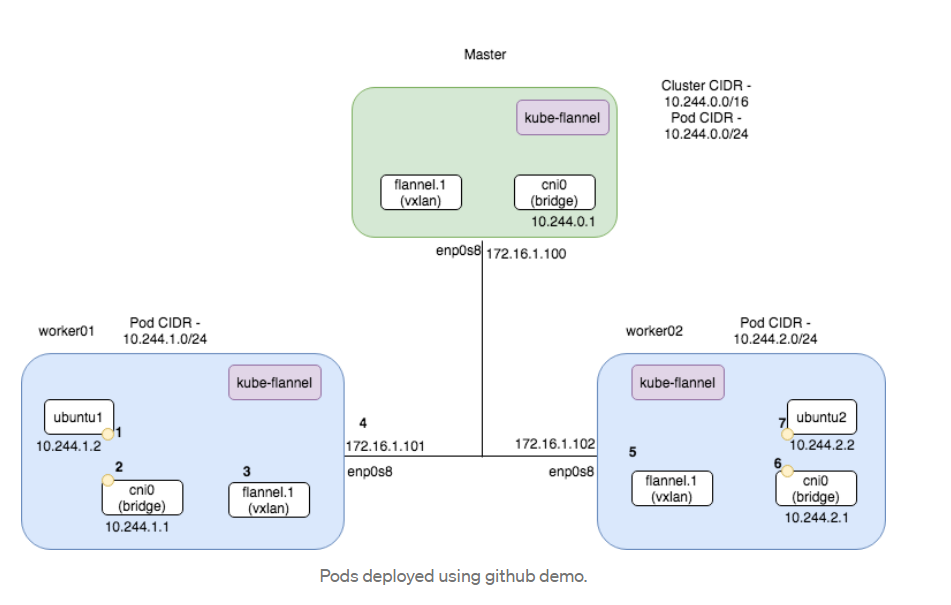 Master
Cluster CIDR -
10.244.0.0/16
Pod CIDR -
10.244.0.0/24
kube-flannel
flannel.1
(vxlan)
cni0
(bridge)
10.244.0.1
enp0s8
172.16.1.100
worker01
Pod CIDR -
10.244.1.0/24
kube-flannel
ubuntu1
1
10.244.1.2
2
cni0
(bridge)
10.244.1.1
3
flannel.1
(vxlan)
4
172.16.1.101
enp0s8
worker02
Pod CIDR -
10.244.2.0/24
172.16.1.102
enp0s8
kube-flannel
5
flannel.1
(vxlan)
ubuntu2
7
10.244.2.2
6
cni0
(bridge)
10.244.2.1
Pods deployed using github demo.